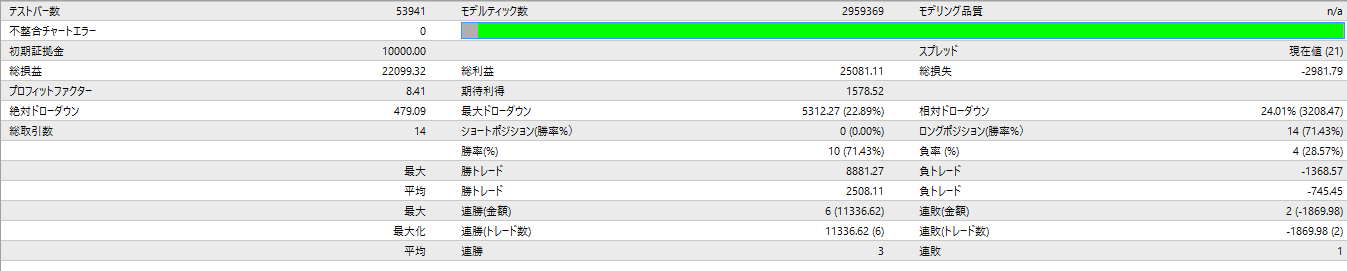 テストバー数 53941 モデルティック数 2959369 モデリング品質 n/a
不整合チャートエラー 0
初期証拠金 10000.00 スプレッド 現在値 (21)
総損益 22099.32 総利益 25081.11 総損失 -2981.79
プロフィットファクター 8.41 期待利得 1578.52
絶対ドローダウン 479.09 最大ドローダウン 5312.27 (22.89%) 相対ドローダウン 24.01% (3208.47)
総取引数 14 ショートポジション(勝率%) 0 (0.00%) ロングポジション(勝率%) 14 (71.43%)
勝率(%) 10 (71.43%) 負率 (%) 4 (28.57%)
最大 勝トレード 8881.27 負トレード -1368.57
平均 勝トレード 2508.11 負トレード -745.45
最大 連勝(金額) 6 (11336.62) 連敗(金額) 2 (-1869.98)
最大化 連勝(トレード数) 11336.62 (6) 連敗(トレード数) -1869.98 (2)
平均 連勝 3 連敗 1